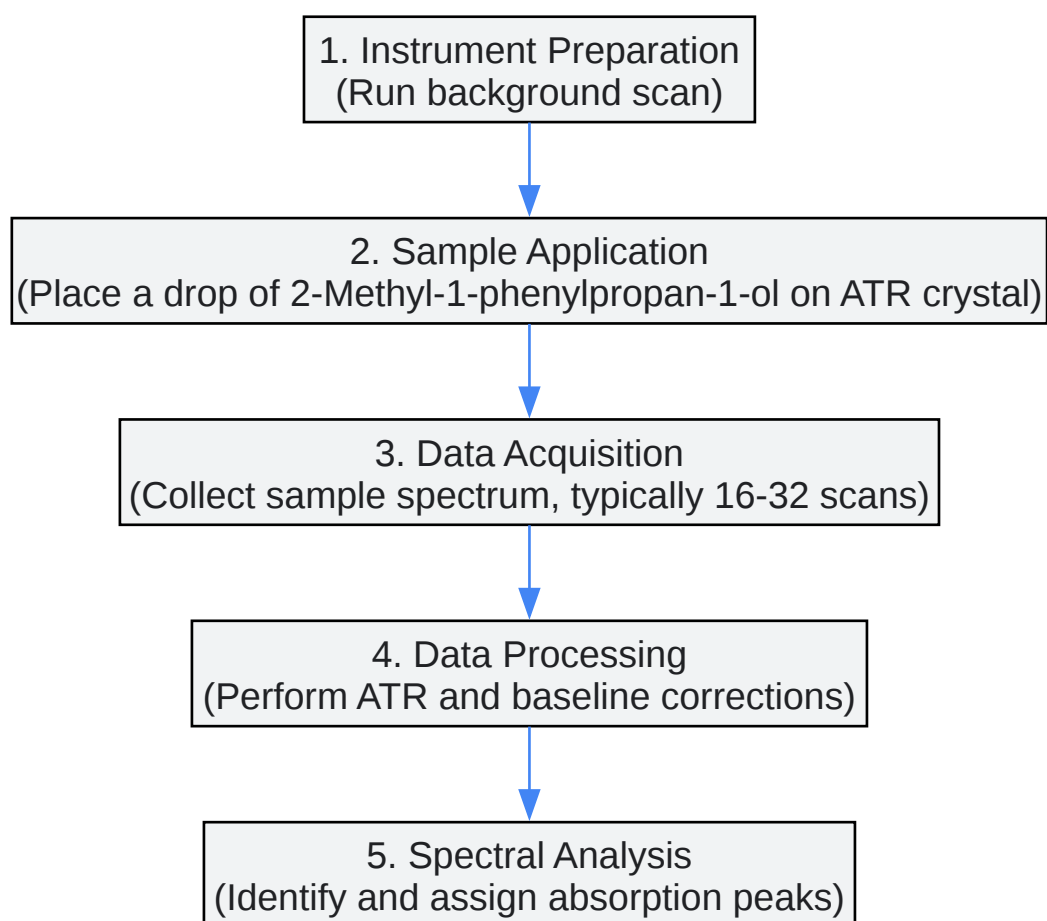 1. Instrument Preparation
(Run background scan)
2. Sample Application
(Place a drop of 2-Methyl-1-phenylpropan-1-ol on ATR crystal)
3. Data Acquisition
(Collect sample spectrum, typically 16-32 scans)
4. Data Processing
(Perform ATR and baseline corrections)
5. Spectral Analysis
(Identify and assign absorption peaks)